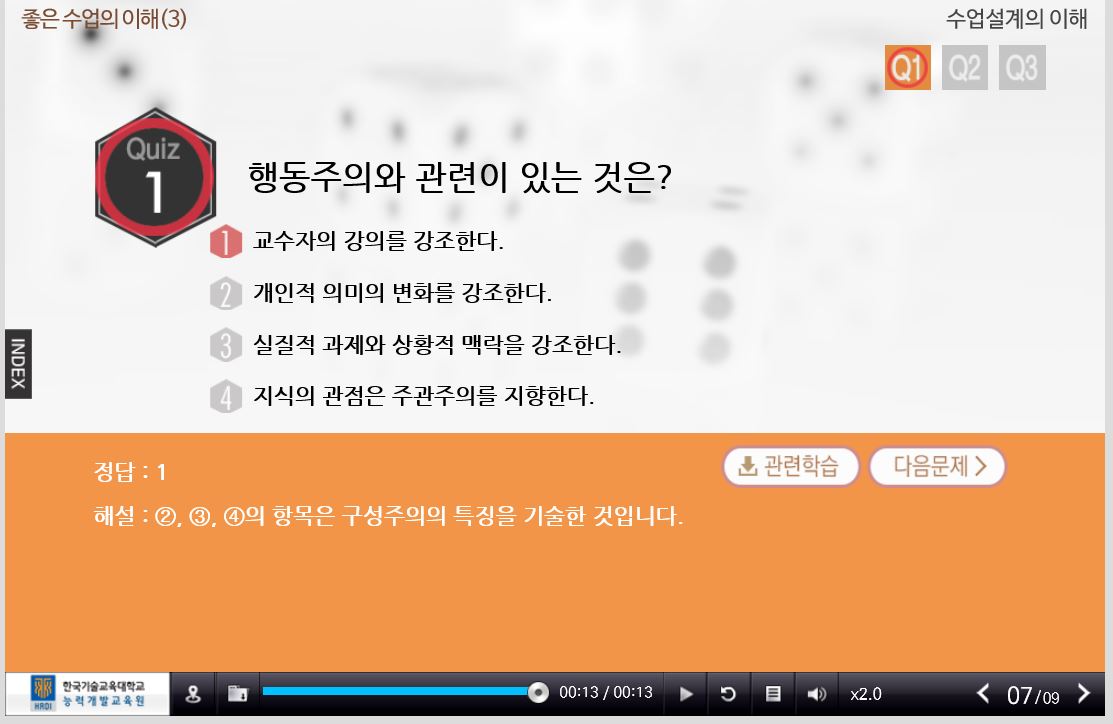 좋은 수업의 이해(3)
수업설계의 이해
Q1 Q2 Q3
Quiz
1
행동주의와 관련이 있는 것은?
1 교수자의 강의를 강조한다.
2 개인적 의미의 변화를 강조한다.
3 실질적 과제와 상황적 맥락을 강조한다.
4 지식의 관점은 주관주의를 지향한다.
INDEX
정답 : 1
관련학습
다음문제 >
해설 : ②, ③, ④의 항목은 구성주의의 특징을 기술한 것입니다.
HRDI
한국기술교육대학교
능력개발교육원
00:13 / 00:13
x2.0
07/09